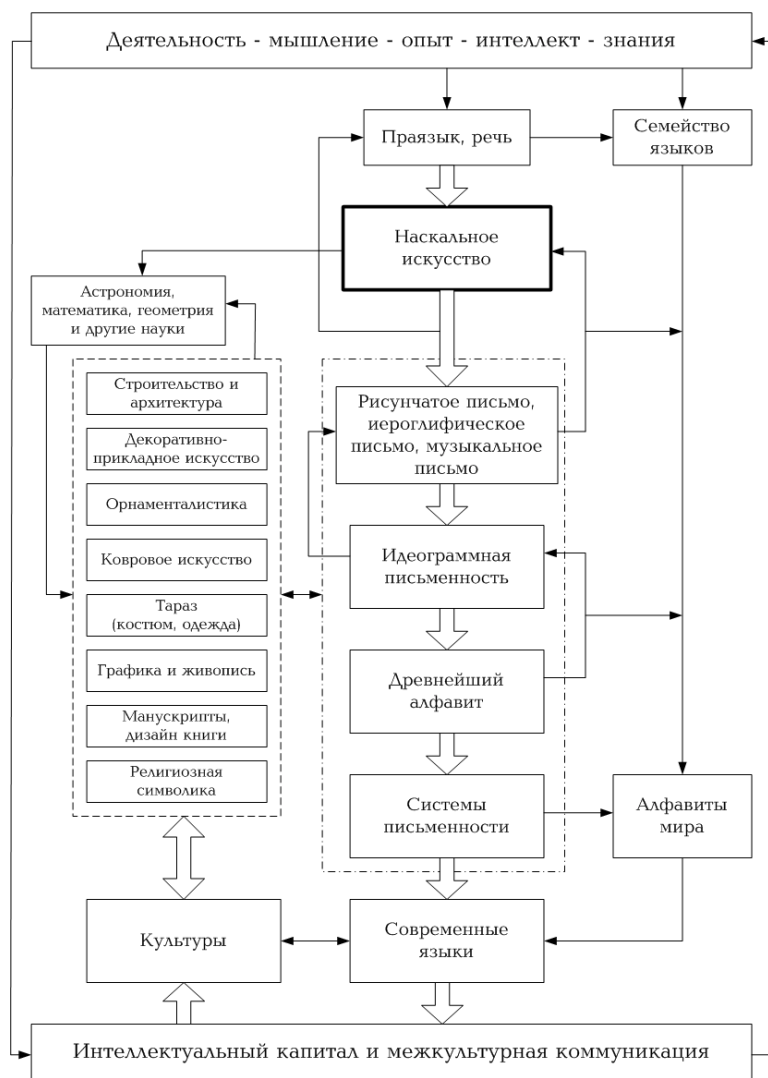 Деятельность - мышление - опыт - интеллект - знания
Праязык, речь
Семейство
языков
Наскальное
искусство
Астрономия,
математика, геометрия
и другие науки
Строительство и
архитектура
Декоративно-
прикладное искусство
Орнаменталистика
Ковровое искусство
Тараз
(костюм, одежда)
Графика и живопись
Манускрипты,
дизайн книги
Религиозная
символика
Рисунчатое письмо,
иероглифическое
письмо, музыкальное
письмо
Идеограммная
письменность
Древнейший
алфавит
Системы
письменности
Алфавиты
мира
Культуры
Современные
языки
Интеллектуальный капитал и межкультурная коммуникация